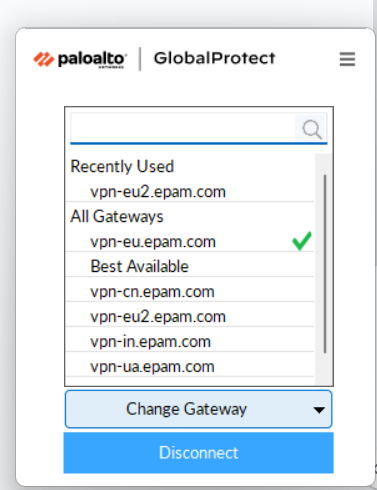 paloalto NETWORKS GlobalProtect
Recently Used
vpn-eu2.epam.com
All Gateways
vpn-eu.epam.com
Best Available
vpn-cn.epam.com
vpn-eu2.epam.com
vpn-in.epam.com
vpn-ua.epam.com
Change Gateway
Disconnect